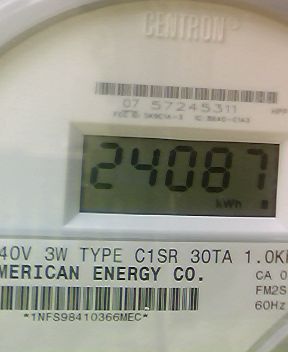 CENTRON®
07 57245311
24087
kWh
40V 3W TYPE C1SR 30TA 1.0K
MERICAN ENERGY CO.
CA 0
FM2S
60Hz
*1NFS98410366MEC*